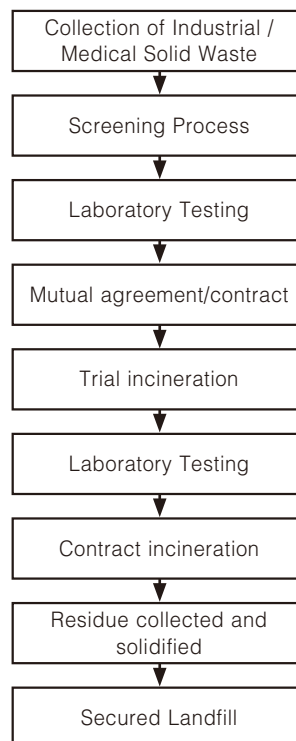 Collection of Industrial /
Medical Solid Waste
Screening Process
Laboratory Testing
Mutual agreement/contract
Trial incineration
Laboratory Testing
Contract incineration
Residue collected and
solidified
Secured Landfill